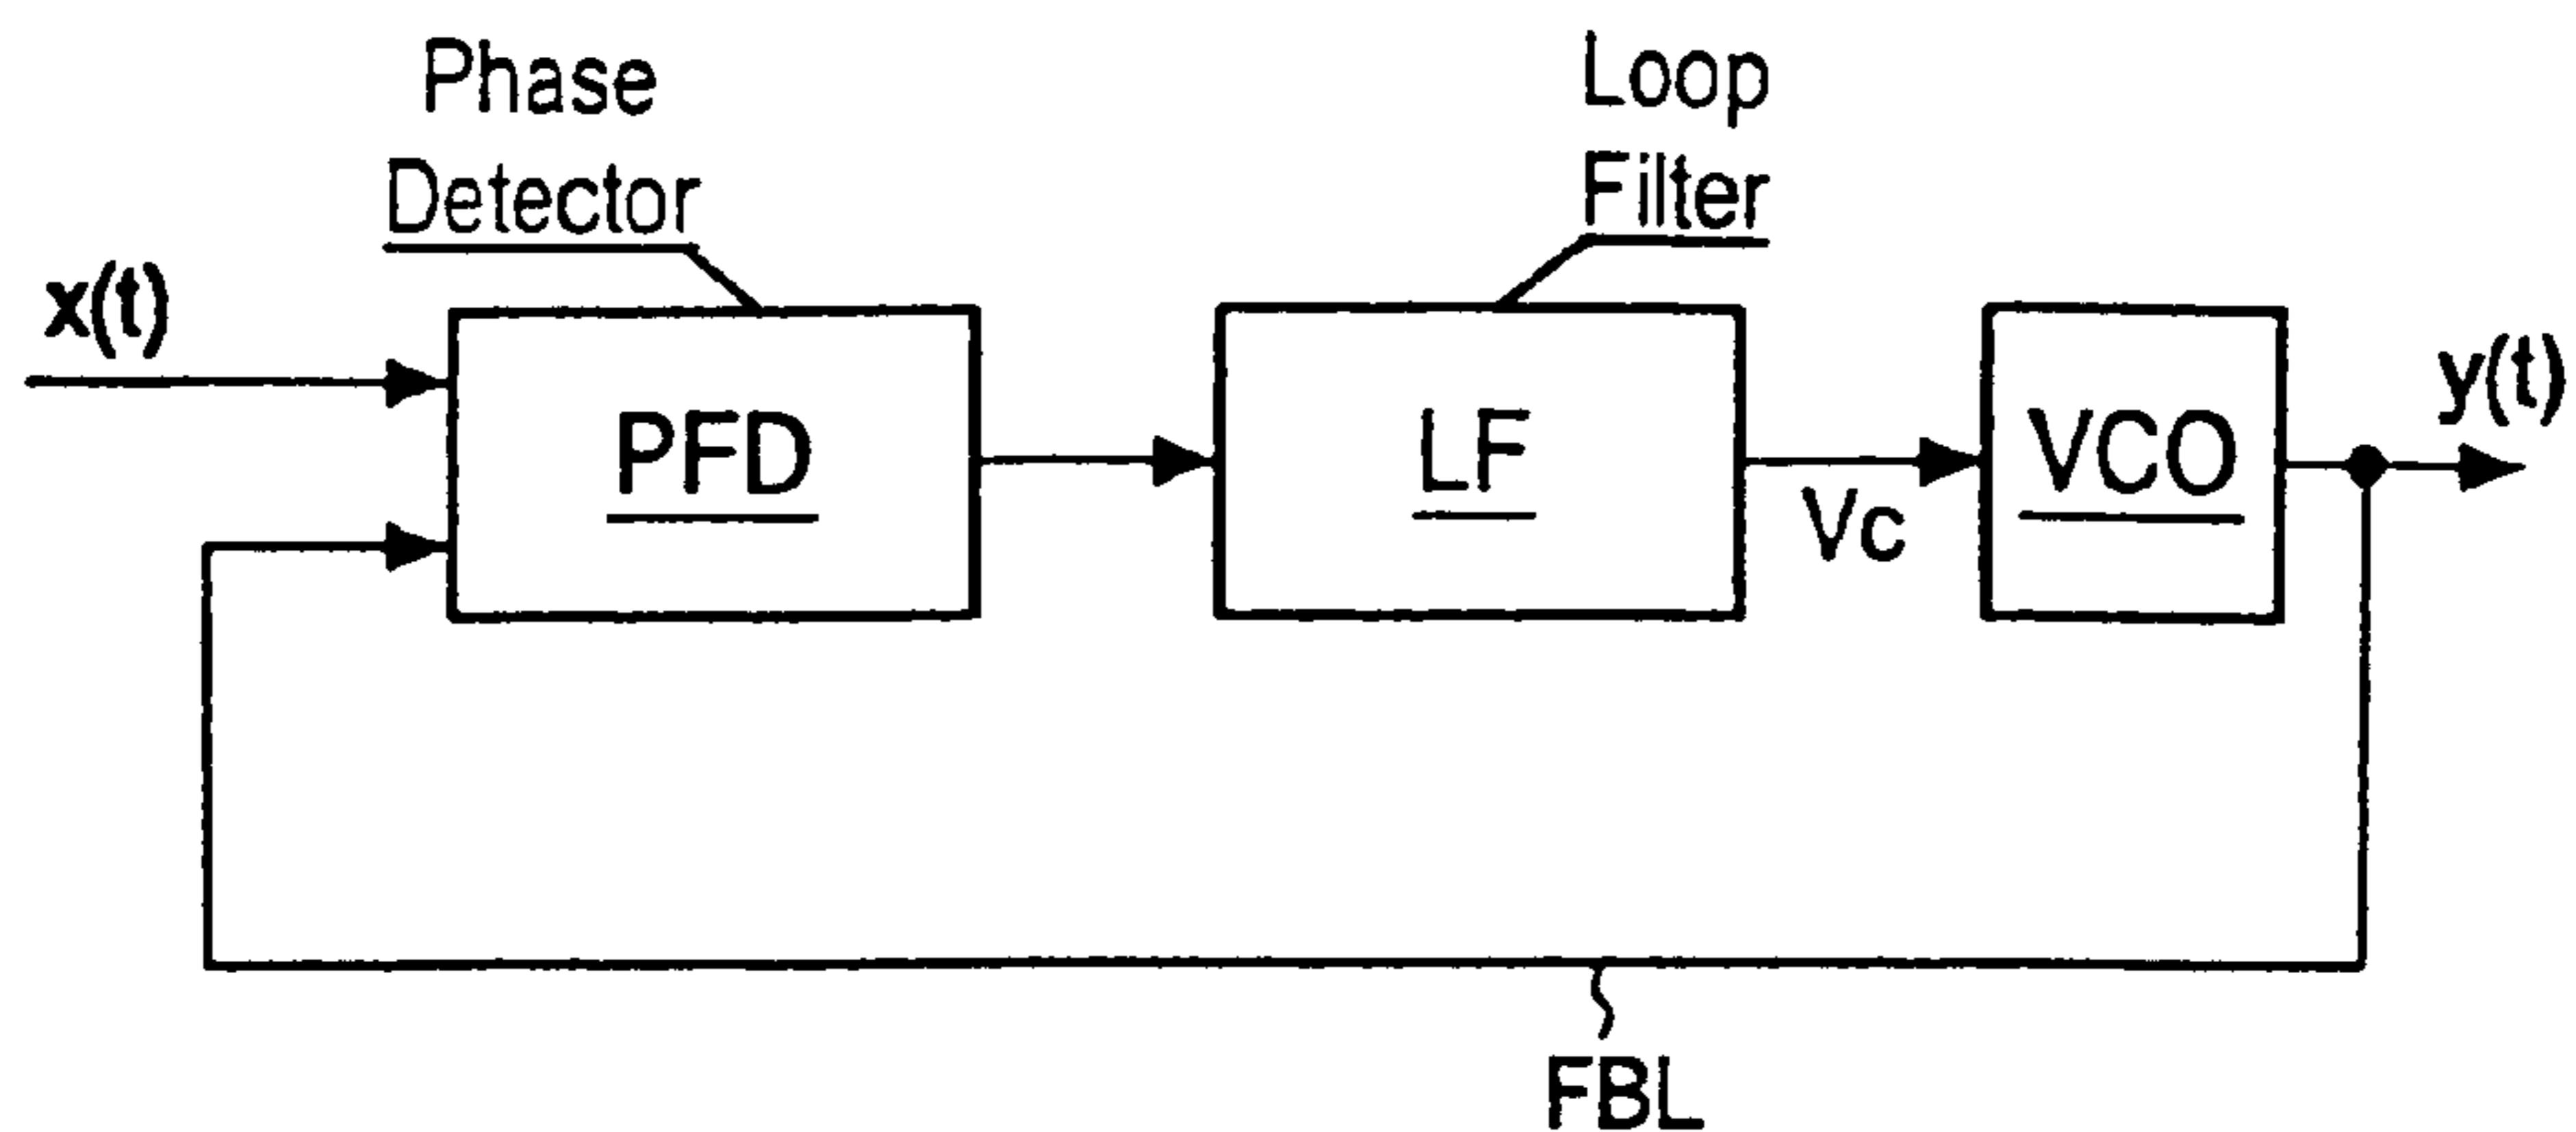 Phase
Detector
Loop
Filter
x(t)
PFD
LF
Vc
VCO
y(t)
FBL